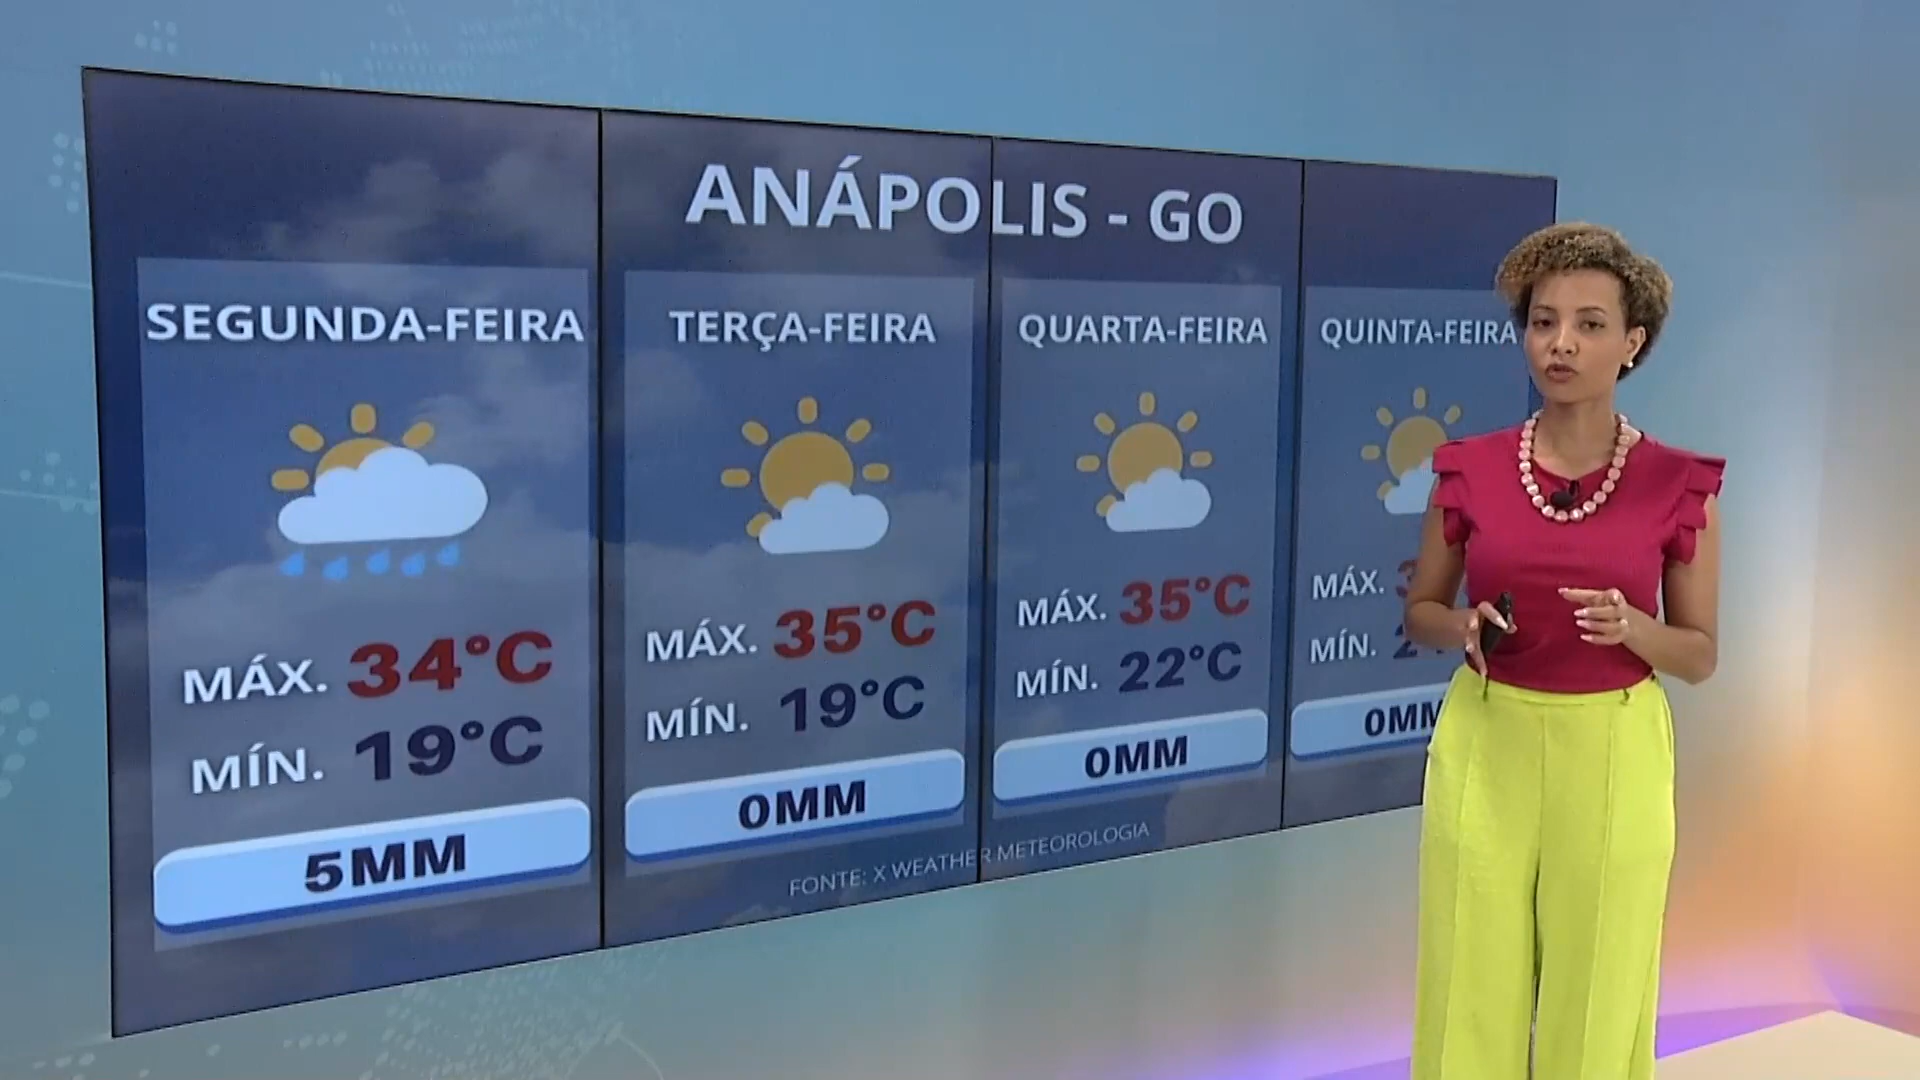 ANÁPOLIS - GO
SEGUNDA-FEIRA
MÁX. 34°C
MÍN. 19°C
5MM
TERÇA-FEIRA
MÁX. 35°C
MÍN. 19°C
0MM
QUARTA-FEIRA
MÁX. 35°C
MÍN. 22°C
0MM
QUINTA-FEIRA
MÁX.
MÍN.
0MM
FONTE: X WEATHER METEOROLOGIA